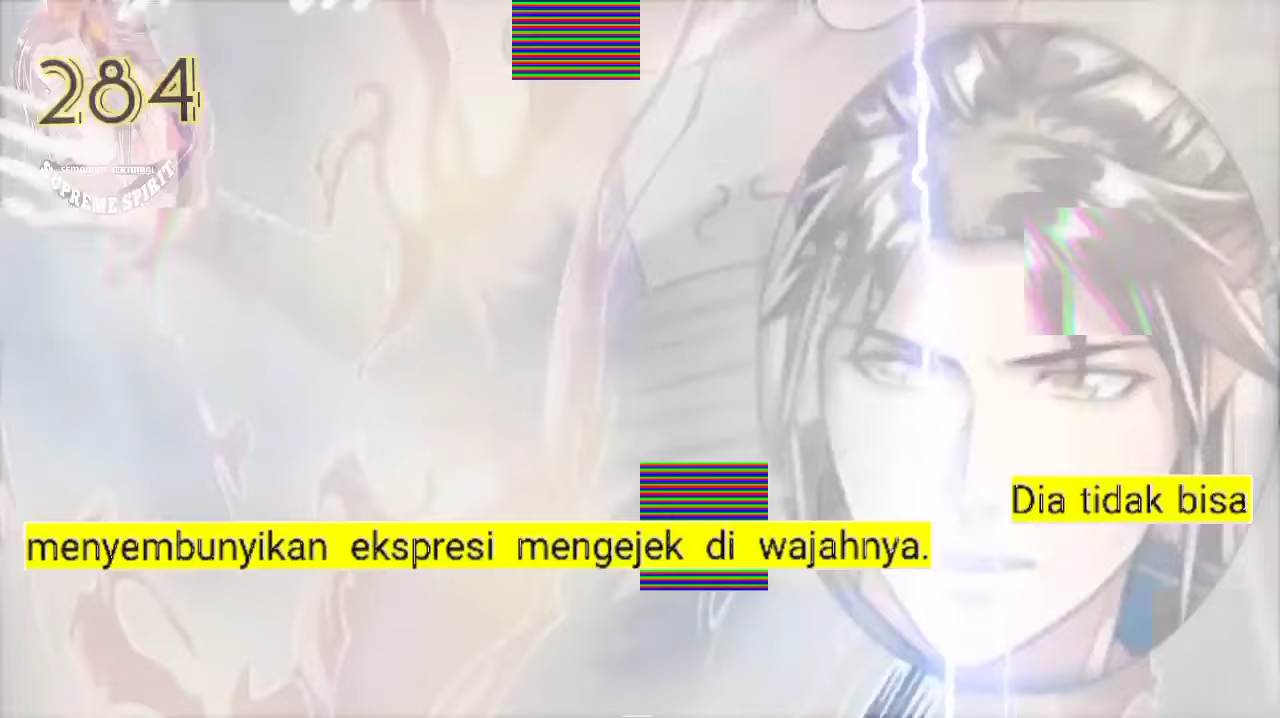 284
SUPREME SPIRIT
Dia tidak bisa
menyembunyikan ekspresi mengejek di wajahnya.